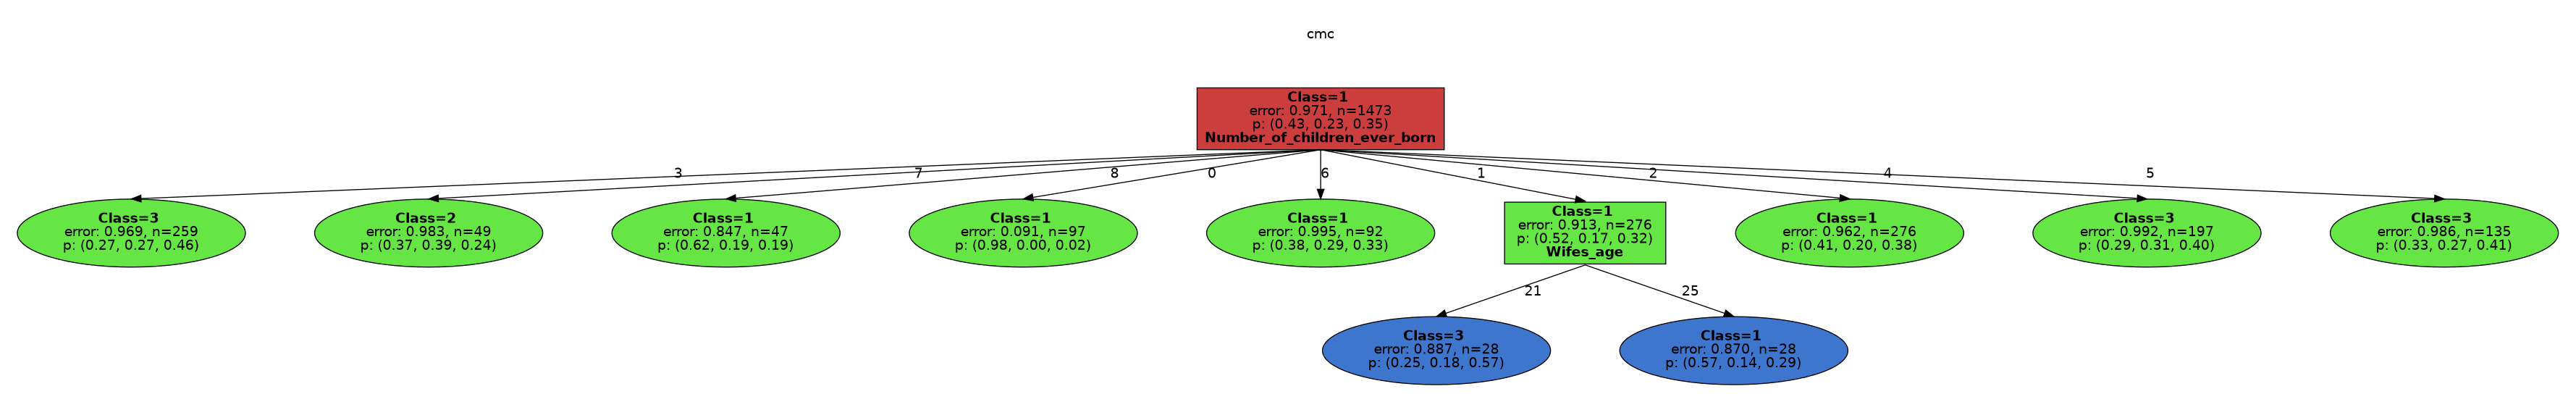 cmc
Class=1
error: 0.971, n=1473
p: (0.43, 0.23, 0.35)
Number_of_children_ever_born
3
7
8
0
6
1
2
4
5
Class=3
error: 0.969, n=259
p: (0.27, 0.27, 0.46)
Class=2
error: 0.983, n=49
p: (0.37, 0.39, 0.24)
Class=1
error: 0.847, n=47
p: (0.62, 0.19, 0.19)
Class=1
error: 0.091, n=97
p: (0.98, 0.00, 0.02)
Class=1
error: 0.995, n=92
p: (0.38, 0.29, 0.33)
Class=1
error: 0.913, n=276
p: (0.52, 0.17, 0.32)
Wifes_age
Class=1
error: 0.962, n=276
p: (0.41, 0.20, 0.38)
Class=3
error: 0.992, n=197
p: (0.29, 0.31, 0.40)
Class=3
error: 0.986, n=135
p: (0.33, 0.27, 0.41)
21
25
Class=3
error: 0.887, n=28
p: (0.25, 0.18, 0.57)
Class=1
error: 0.870, n=28
p: (0.57, 0.14, 0.29)